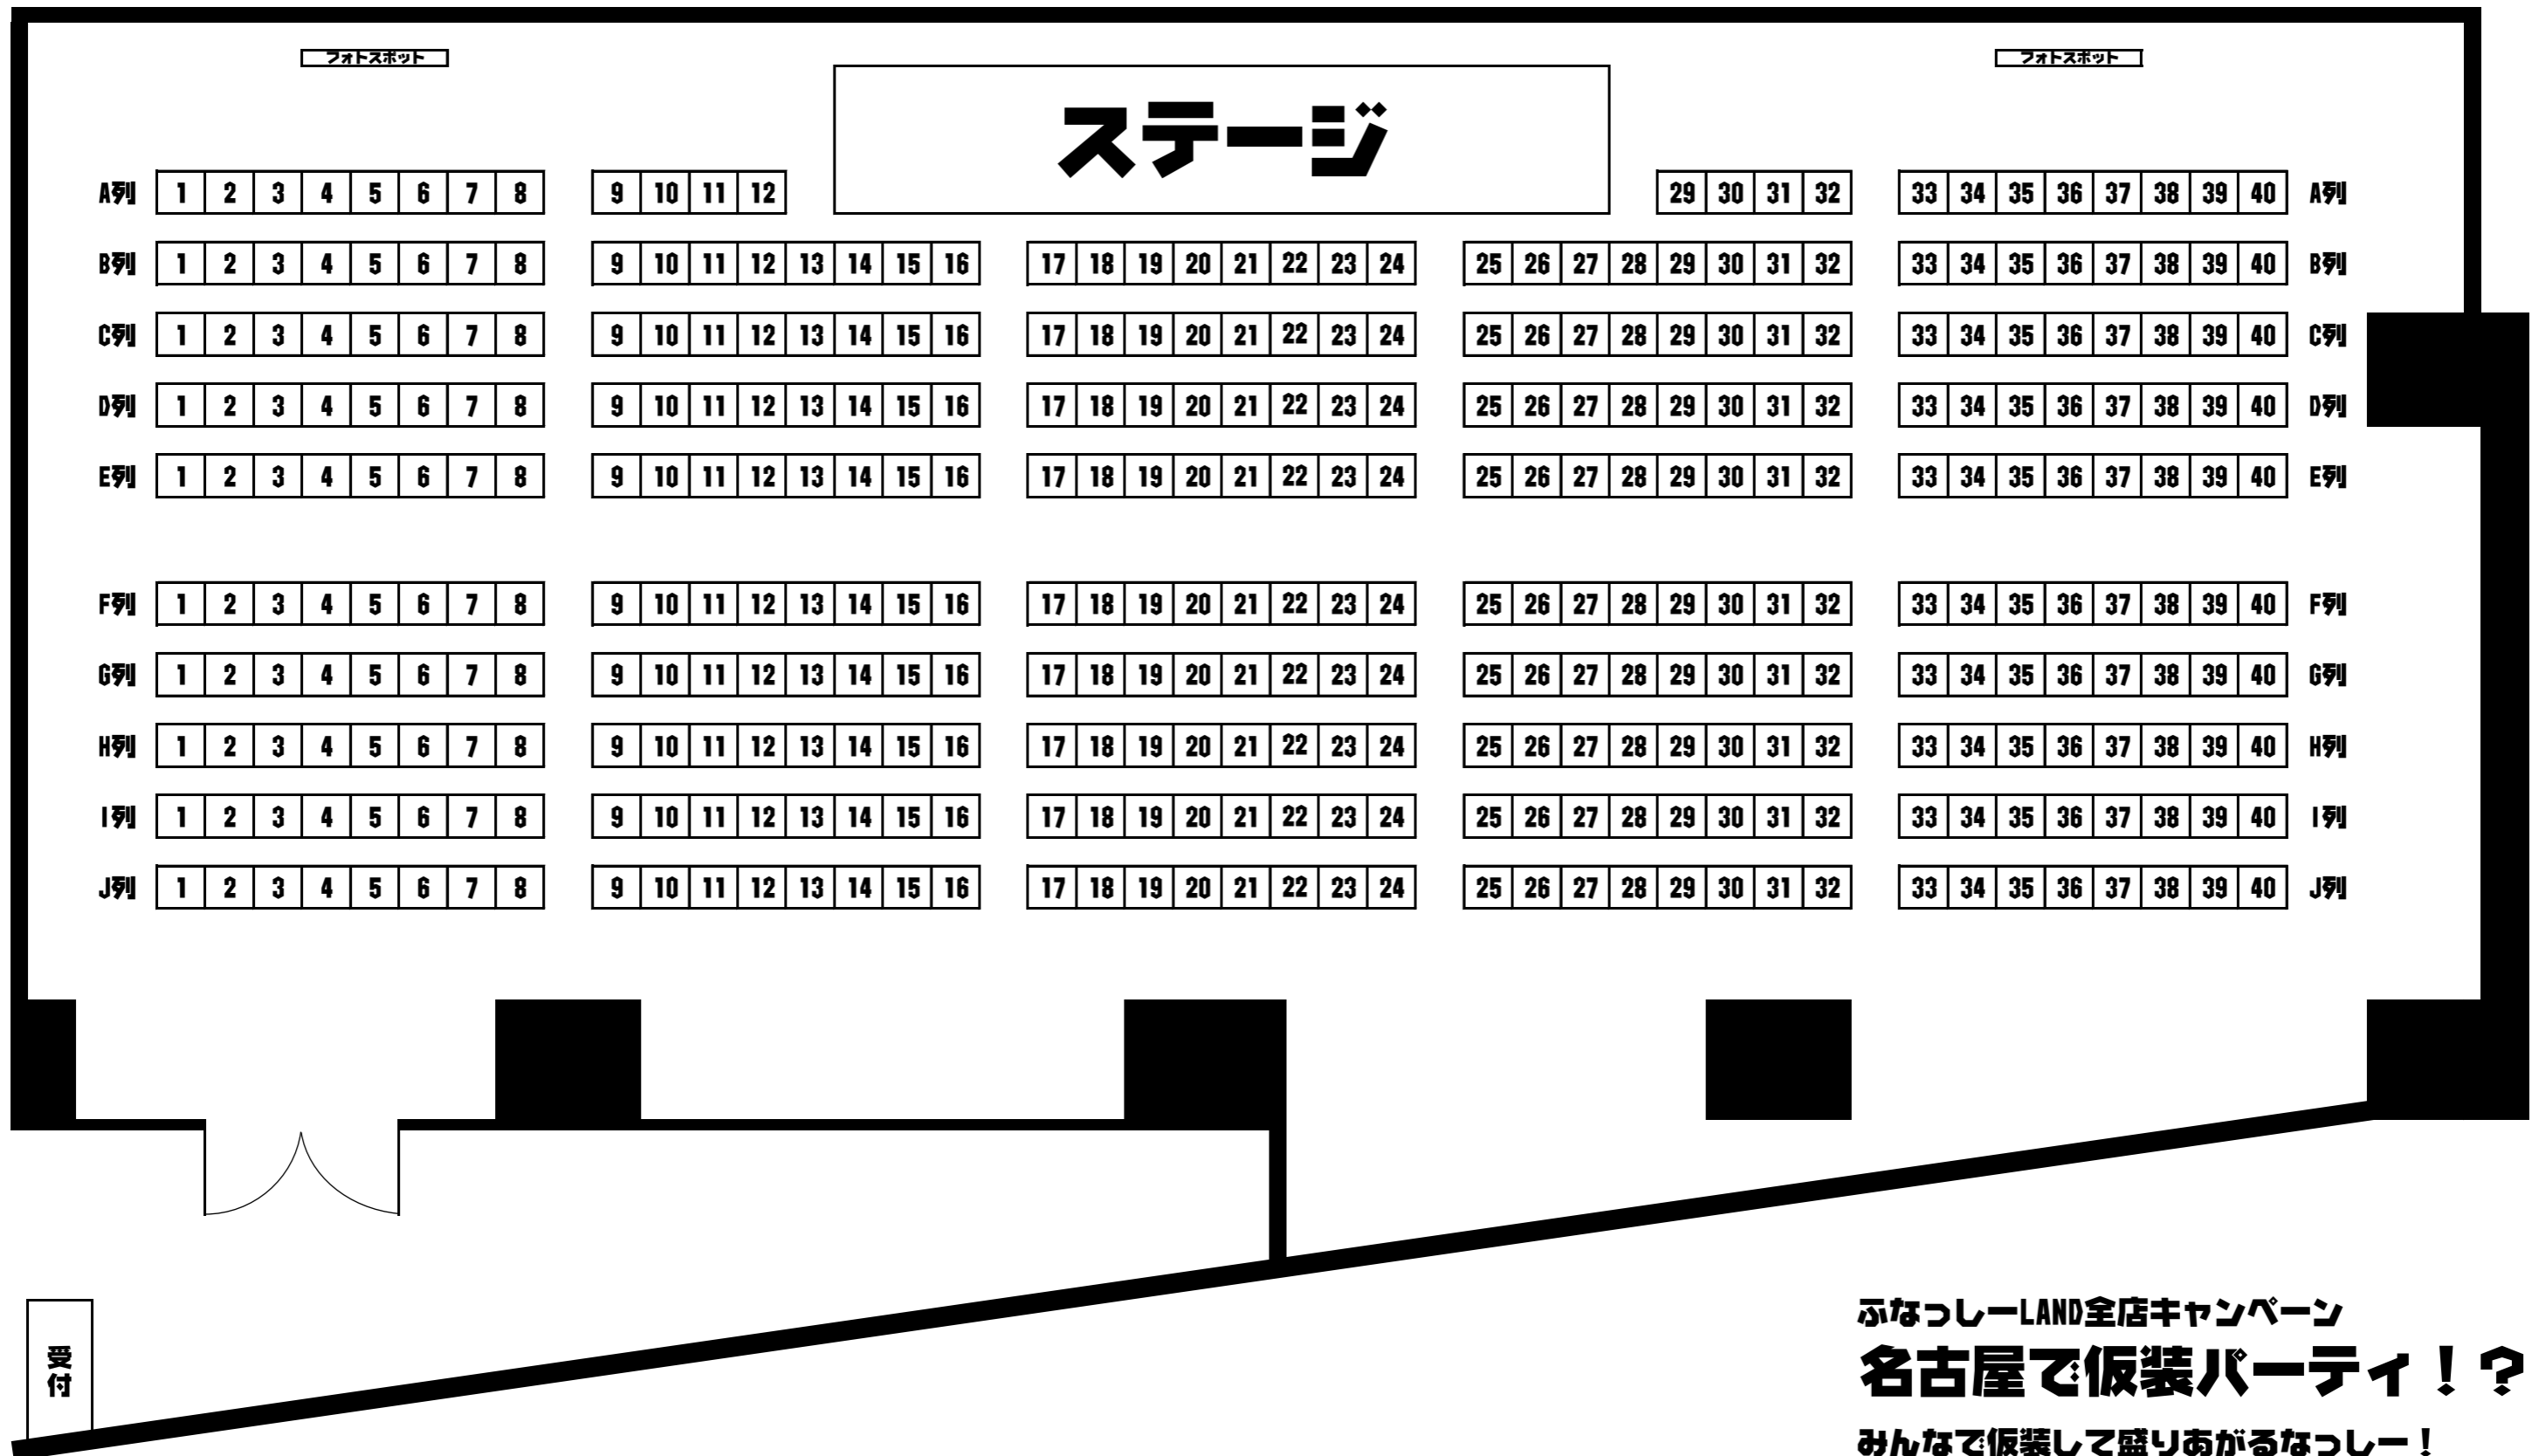 フォトスポット フォトスポット
ステージ
A列 1 2 3 4 5 6 7 8 9 10 11 12 29 30 31 32 33 34 35 36 37 38 39 40 A列
B列 1 2 3 4 5 6 7 8 9 10 11 12 13 14 15 16 17 18 19 20 21 22 23 24 25 26 27 28 29 30 31 32 33 34 35 36 37 38 39 40 B列
C列 1 2 3 4 5 6 7 8 9 10 11 12 13 14 15 16 17 18 19 20 21 22 23 24 25 26 27 28 29 30 31 32 33 34 35 36 37 38 39 40 C列
D列 1 2 3 4 5 6 7 8 9 10 11 12 13 14 15 16 17 18 19 20 21 22 23 24 25 26 27 28 29 30 31 32 33 34 35 36 37 38 39 40 D列
E列 1 2 3 4 5 6 7 8 9 10 11 12 13 14 15 16 17 18 19 20 21 22 23 24 25 26 27 28 29 30 31 32 33 34 35 36 37 38 39 40 E列
F列 1 2 3 4 5 6 7 8 9 10 11 12 13 14 15 16 17 18 19 20 21 22 23 24 25 26 27 28 29 30 31 32 33 34 35 36 37 38 39 40 F列
G列 1 2 3 4 5 6 7 8 9 10 11 12 13 14 15 16 17 18 19 20 21 22 23 24 25 26 27 28 29 30 31 32 33 34 35 36 37 38 39 40 G列
H列 1 2 3 4 5 6 7 8 9 10 11 12 13 14 15 16 17 18 19 20 21 22 23 24 25 26 27 28 29 30 31 32 33 34 35 36 37 38 39 40 H列
I列 1 2 3 4 5 6 7 8 9 10 11 12 13 14 15 16 17 18 19 20 21 22 23 24 25 26 27 28 29 30 31 32 33 34 35 36 37 38 39 40 I列
J列 1 2 3 4 5 6 7 8 9 10 11 12 13 14 15 16 17 18 19 20 21 22 23 24 25 26 27 28 29 30 31 32 33 34 35 36 37 38 39 40 J列
受付
ふなっしーLAND全店キャンペーン
名古屋で仮装パーティ！？
みんなで仮装して盛りあがるなっしー！